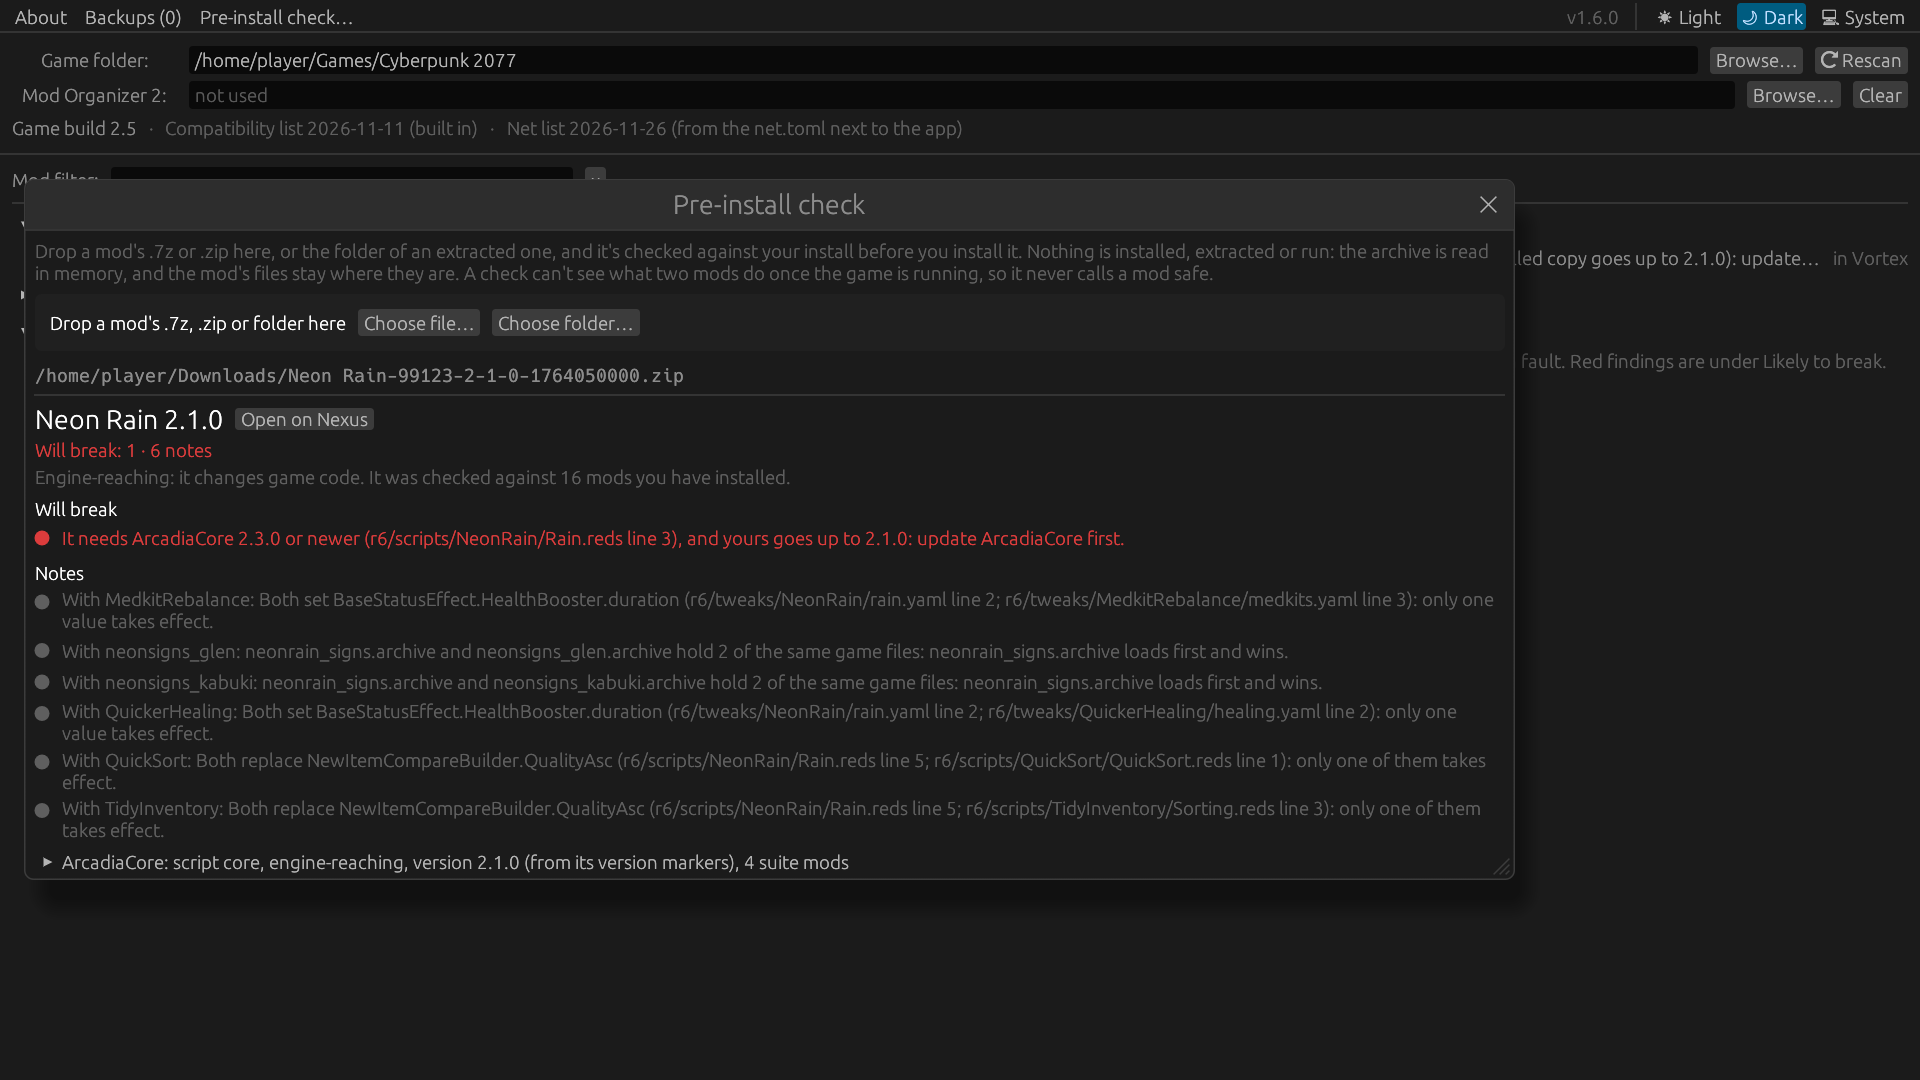 About Backups (0) Pre-install check…
v1.6.0 Light Dark System
Game folder: /home/player/Games/Cyberpunk 2077 Browse… Rescan
Mod Organizer 2: not used Browse… Clear
Game build 2.5 · Compatibility list 2026-11-11 (built in) · Net list 2026-11-26 (from the net.toml next to the app)
Mod filter:
Pre-install check
Drop a mod's .7z or .zip here, or the folder of an extracted one, and it's checked against your install before you install it. Nothing is installed, extracted or run: the archive is read
in memory, and the mod's files stay where they are. A check can't see what two mods do once the game is running, so it never calls a mod safe.
led copy goes up to 2.1.0): update… in Vortex
Drop a mod's .7z, .zip or folder here Choose file… Choose folder…
fault. Red findings are under Likely to break.
/home/player/Downloads/Neon Rain-99123-2-1-0-1764050000.zip
Neon Rain 2.1.0 Open on Nexus
Will break: 1 · 6 notes
Engine-reaching: it changes game code. It was checked against 16 mods you have installed.
Will break
It needs ArcadiaCore 2.3.0 or newer (r6/scripts/NeonRain/Rain.reds line 3), and yours goes up to 2.1.0: update ArcadiaCore first.
Notes
With MedkitRebalance: Both set BaseStatusEffect.HealthBooster.duration (r6/tweaks/NeonRain/rain.yaml line 2; r6/tweaks/MedkitRebalance/medkits.yaml line 3): only one
value takes effect.
With neonsigns_glen: neonrain_signs.archive and neonsigns_glen.archive hold 2 of the same game files: neonrain_signs.archive loads first and wins.
With neonsigns_kabuki: neonrain_signs.archive and neonsigns_kabuki.archive hold 2 of the same game files: neonrain_signs.archive loads first and wins.
With QuickerHealing: Both set BaseStatusEffect.HealthBooster.duration (r6/tweaks/NeonRain/rain.yaml line 2; r6/tweaks/QuickerHealing/healing.yaml line 2): only one
value takes effect.
With QuickSort: Both replace NewItemCompareBuilder.QualityAsc (r6/scripts/NeonRain/Rain.reds line 5; r6/scripts/QuickSort/QuickSort.reds line 1): only one of them takes
effect.
With TidyInventory: Both replace NewItemCompareBuilder.QualityAsc (r6/scripts/NeonRain/Rain.reds line 5; r6/scripts/TidyInventory/Sorting.reds line 3): only one of them
takes effect.
ArcadiaCore: script core, engine-reaching, version 2.1.0 (from its version markers), 4 suite mods